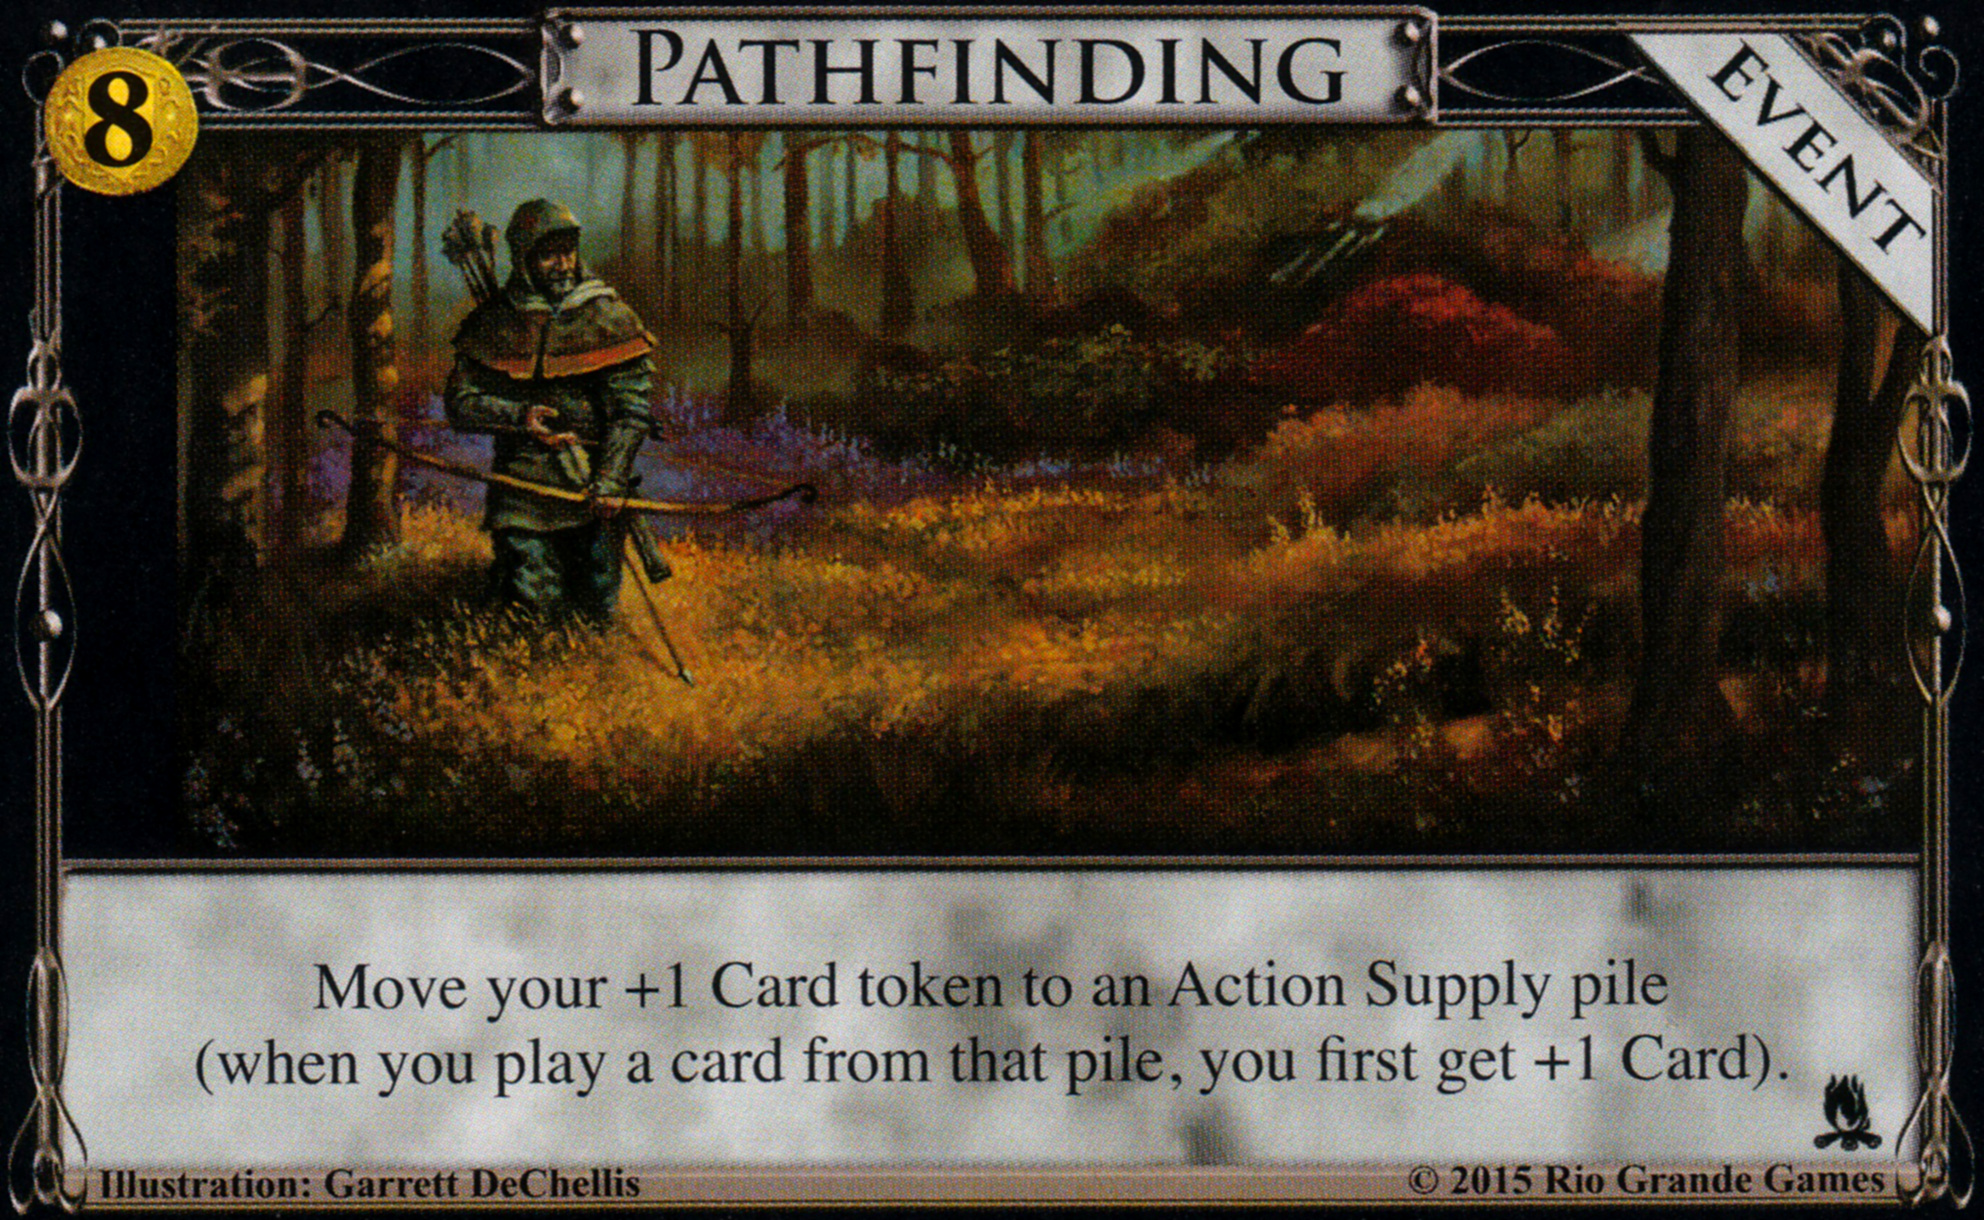 8
PATHFINDING
EVENT
Move your +1 Card token to an Action Supply pile
(when you play a card from that pile, you first get +1 Card).
Illustration: Garrett DeChellis
© 2015 Rio Grande Games